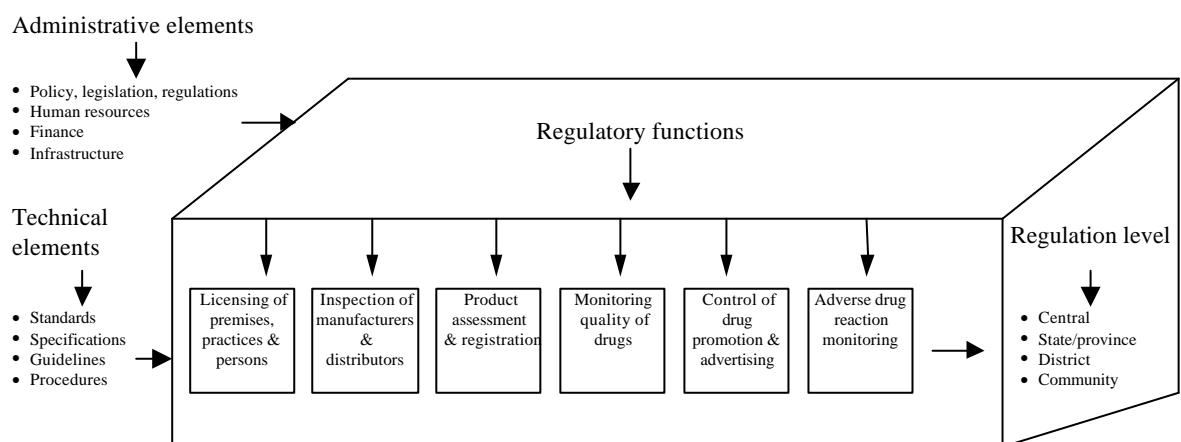 Administrative elements
• Policy, legislation, regulations
• Human resources
• Finance
• Infrastructure
Regulatory functions
Technical
elements
• Standards
• Specifications
• Guidelines
• Procedures
Licensing of
premises,
practices &
persons
Inspection of
manufacturers
&
distributors
Product
assessment
& registration
Monitoring
quality of
drugs
Control of
drug
promotion &
advertising
Adverse drug
reaction
monitoring
Regulation level
• Central
• State/province
• District
• Community